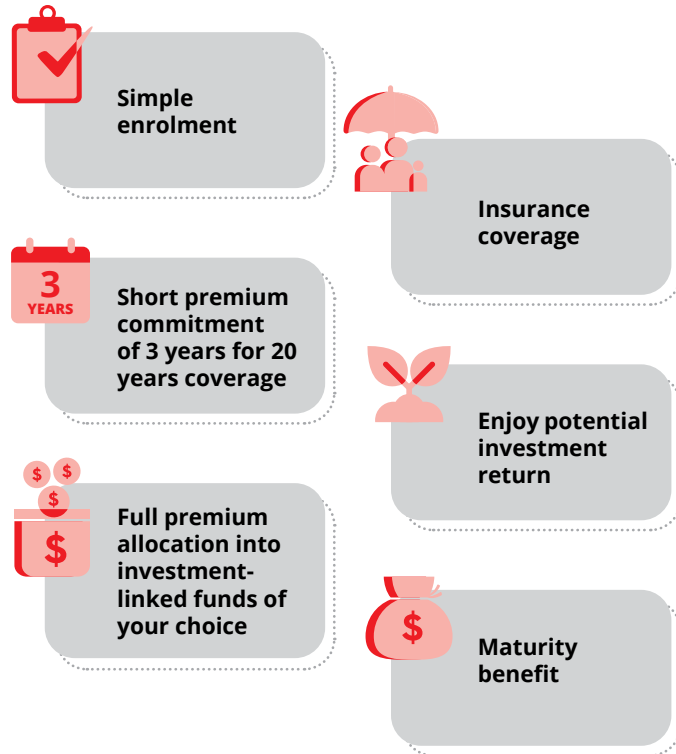 Simple
enrolment
Insurance
coverage
3
YEARS
Short premium
commitment
of 3 years for 20
years coverage
Enjoy potential
investment
return
$
$
$
$
Full premium
allocation into
investment-
linked funds of
your choice
$
Maturity
benefit